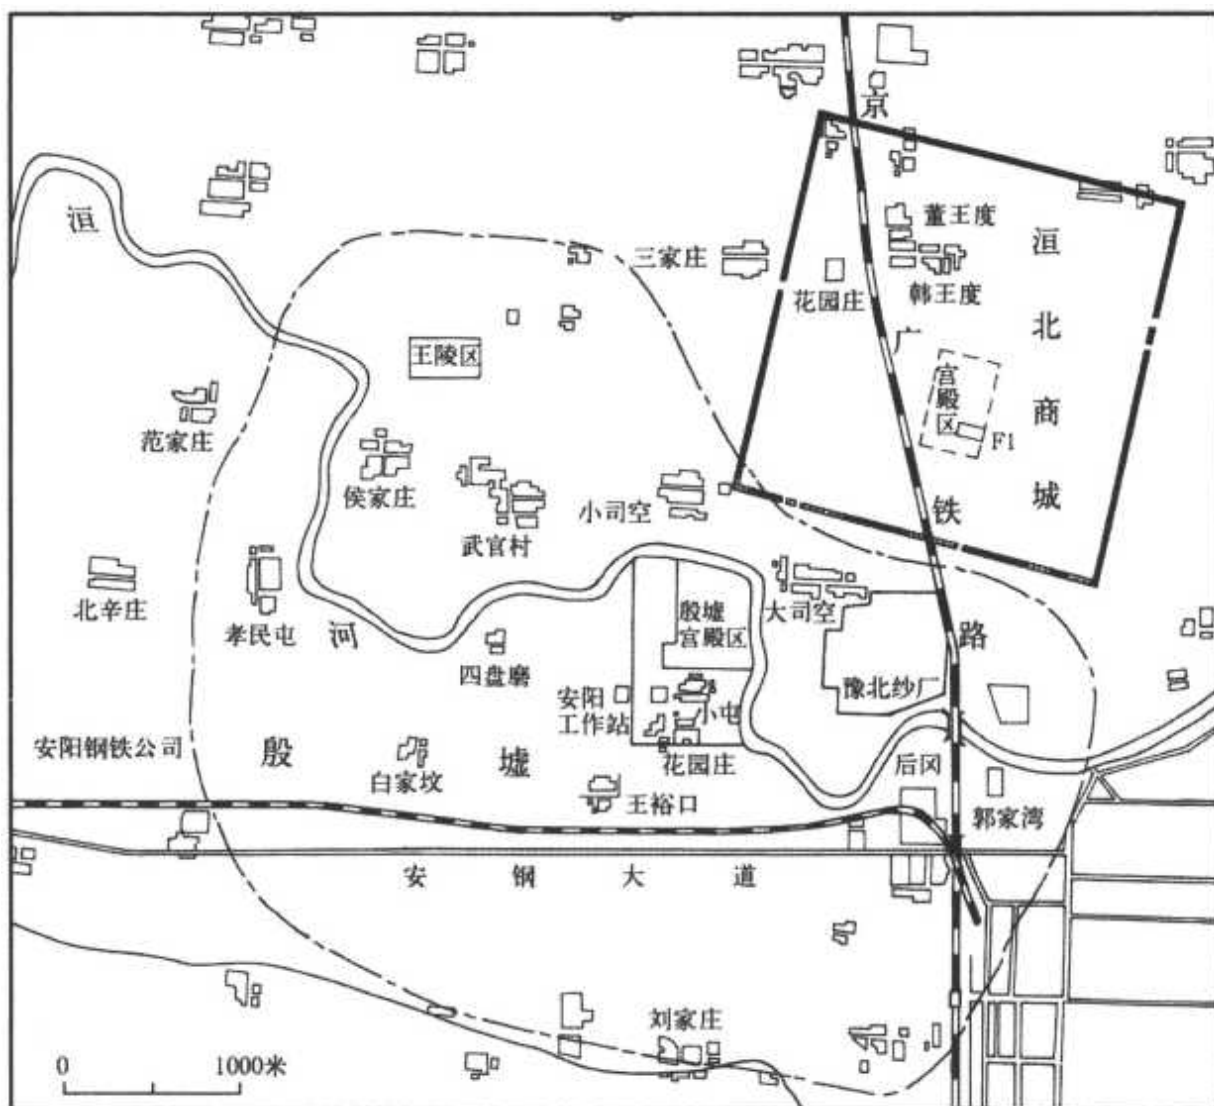 京
洹
董王度
洹
三家庄
花园庄
韩王度
北
广
王陵区
宫
殿
区
商
范家庄
F1
侯家庄
城
小司空
铁
武官村
北辛庄
孝民屯
河
殷墟
宫殿区
大司空
路
四盘磨
豫北纱厂
安阳
工作站
小屯
安阳钢铁公司
殷
墟
白家坟
花园庄
后冈
王裕口
郭家湾
安 钢 大 道
刘家庄
0 1000米